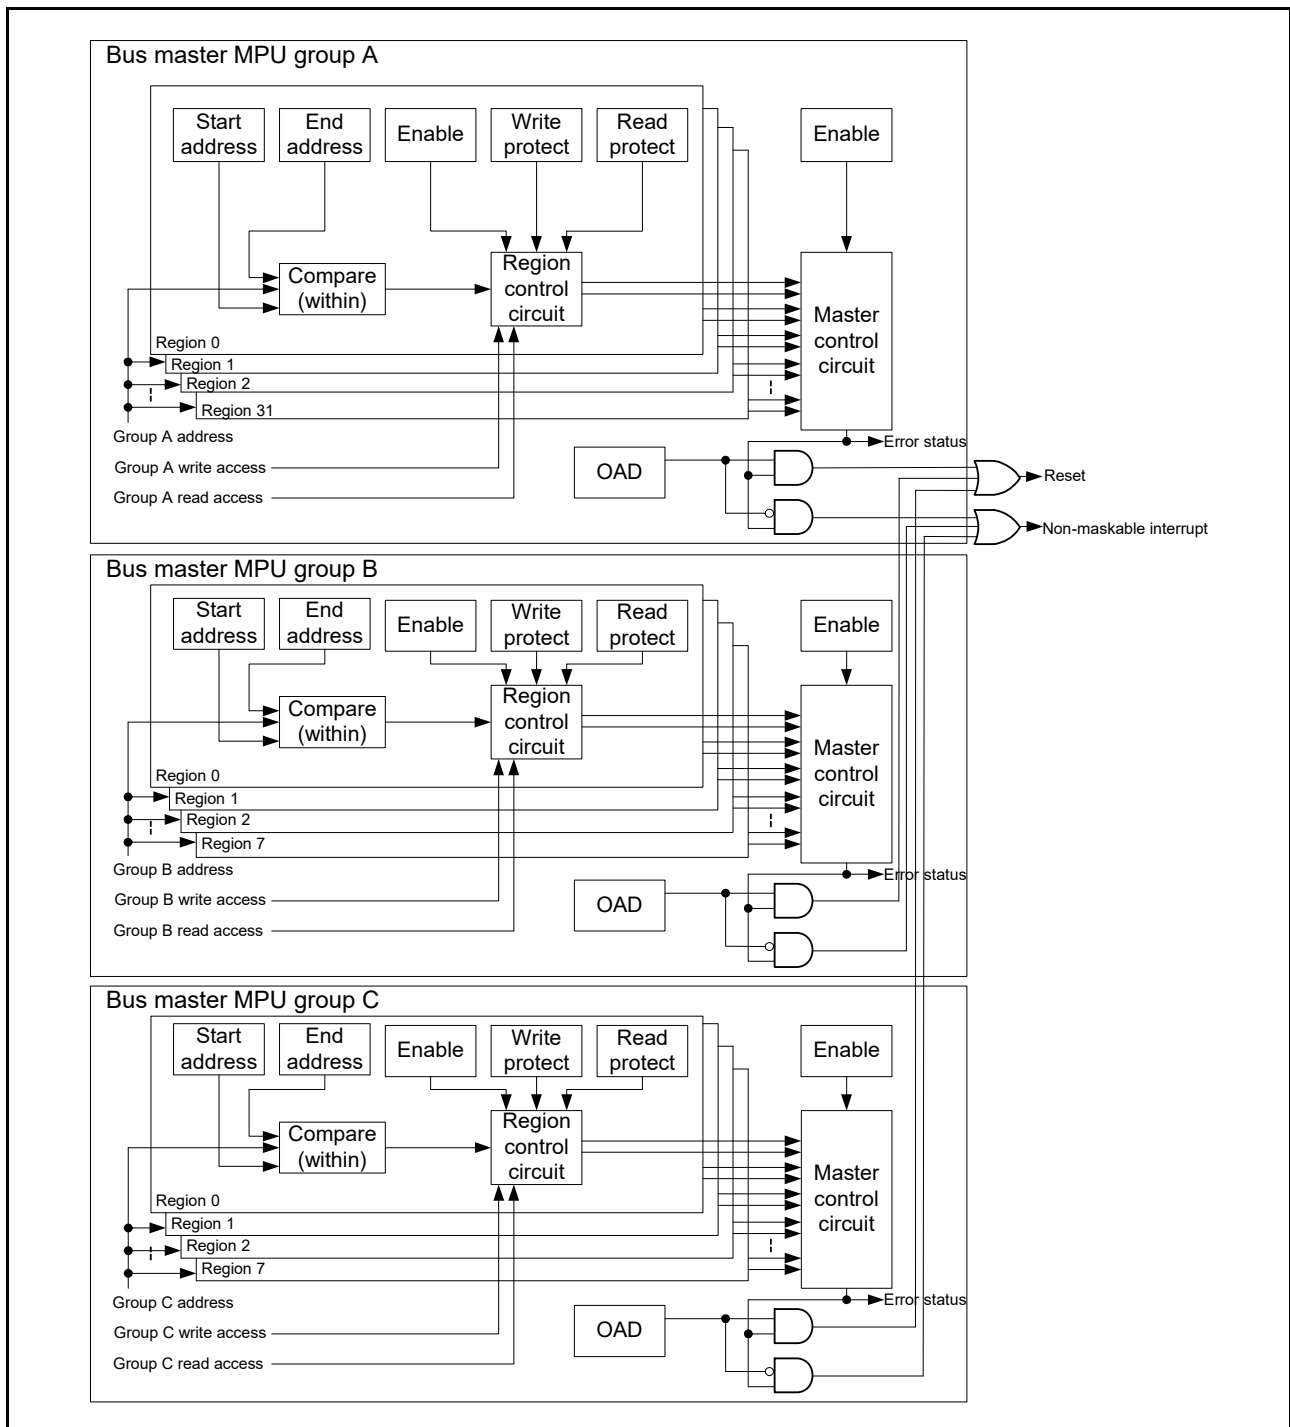 Bus master MPU group A
Start
address
End
address
Enable
Write
protect
Read
protect
Enable
Compare
(within)
Region
control
circuit
Master
control
circuit
Region 0
Region 1
Region 2
Region 31
Group A address
Group A write access
Group A read access
OAD
Error status
Reset
Non-maskable interrupt
Bus master MPU group B
Start
address
End
address
Enable
Write
protect
Read
protect
Enable
Compare
(within)
Region
control
circuit
Master
control
circuit
Region 0
Region 1
Region 2
Region 7
Group B address
Group B write access
Group B read access
OAD
Error status
Bus master MPU group C
Start
address
End
address
Enable
Write
protect
Read
protect
Enable
Compare
(within)
Region
control
circuit
Master
control
circuit
Region 0
Region 1
Region 2
Region 7
Group C address
Group C write access
Group C read access
OAD
Error status